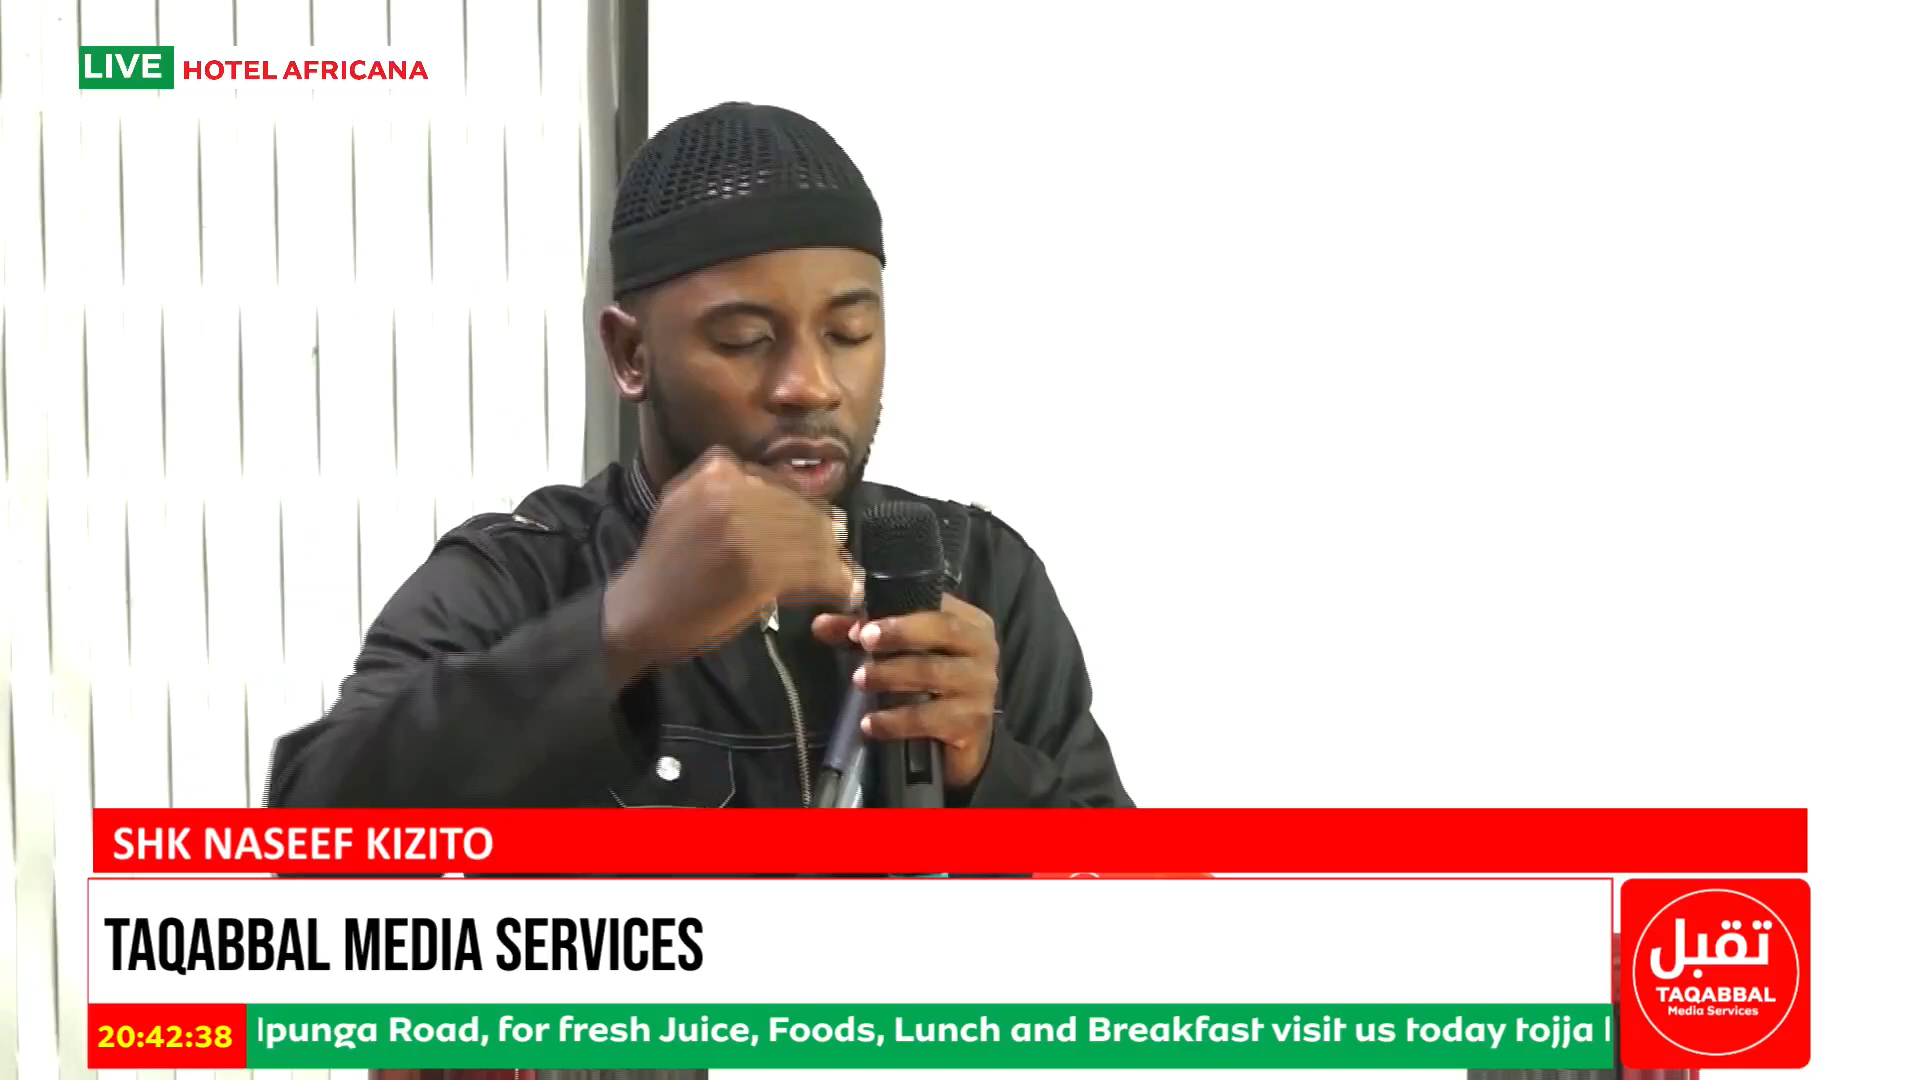 LIVE HOTEL AFRICANA
SHK NASEEF KIZITO
TAQABBAL MEDIA SERVICES
تقبل
TAQABBAL
Media Services
20:42:38
Road, for fresh Juice, Foods, Lunch and Breakfast visit us today tojja